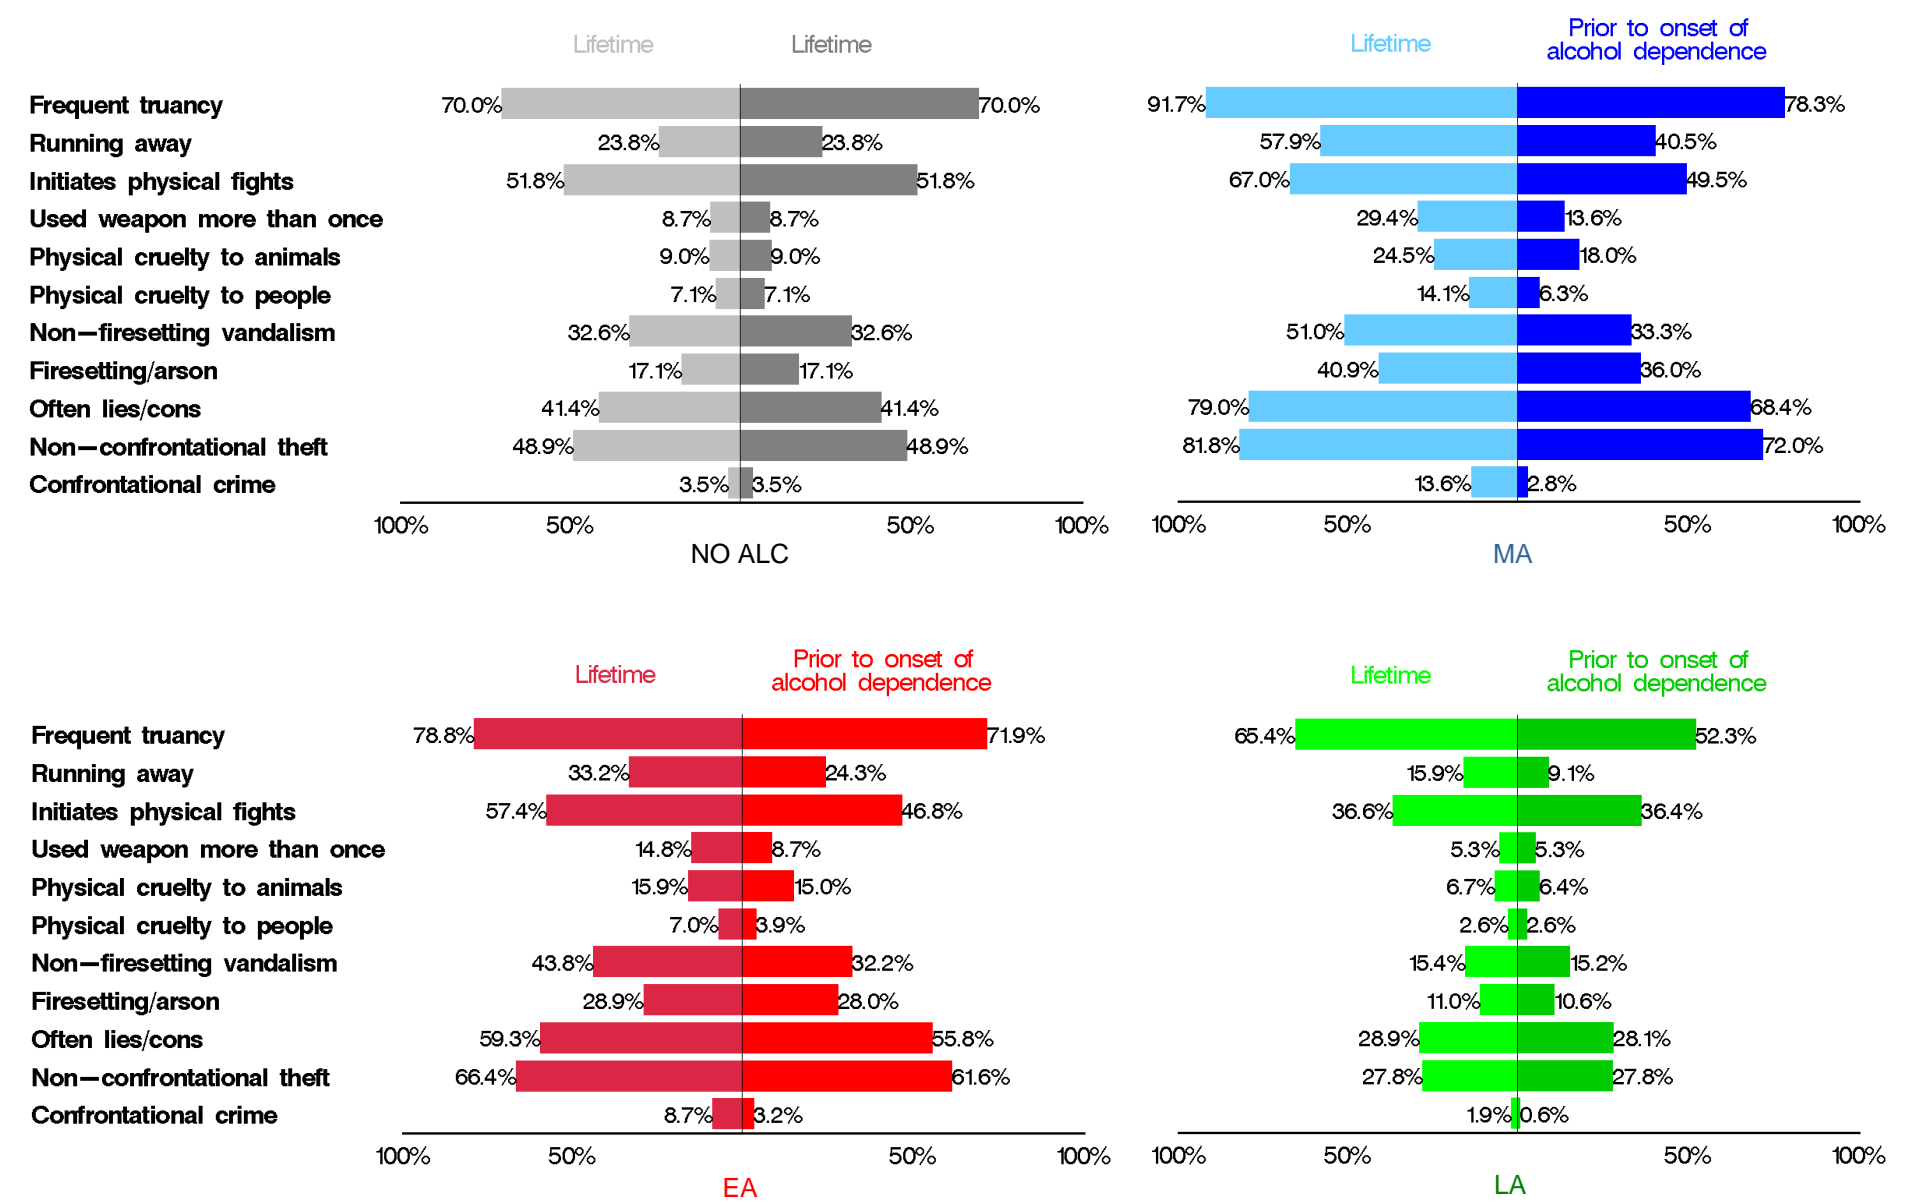 Lifetime Lifetime
Frequent truancy 70.0% 70.0%
Running away 23.8% 23.8%
Initiates physical fights 51.8% 51.8%
Used weapon more than once 8.7% 8.7%
Physical cruelty to animals 9.0% 9.0%
Physical cruelty to people 7.1% 7.1%
Non—firesetting vandalism 32.6% 32.6%
Firesetting/arson 17.1% 17.1%
Often lies/cons 41.4% 41.4%
Non—confrontational theft 48.9% 48.9%
Confrontational crime 3.5% 3.5%
100% 50% 50% 100%
NO ALC
Prior to onset of
Lifetime alcohol dependence
91.7% 78.3%
57.9% 40.5%
67.0% 49.5%
29.4% 13.6%
24.5% 18.0%
14.1% 6.3%
51.0% 33.3%
40.9% 36.0%
79.0% 68.4%
81.8% 72.0%
13.6% 2.8%
100% 50% 50% 100%
MA
Prior to onset of
Lifetime alcohol dependence
Frequent truancy 78.8% 71.9%
Running away 33.2% 24.3%
Initiates physical fights 57.4% 46.8%
Used weapon more than once 14.8% 8.7%
Physical cruelty to animals 15.9% 15.0%
Physical cruelty to people 7.0% 3.9%
Non—firesetting vandalism 43.8% 32.2%
Firesetting/arson 28.9% 28.0%
Often lies/cons 59.3% 55.8%
Non—confrontational theft 66.4% 61.6%
Confrontational crime 8.7% 3.2%
100% 50% 50% 100%
EA
Prior to onset of
Lifetime alcohol dependence
65.4% 52.3%
15.9% 9.1%
36.6% 36.4%
5.3% 5.3%
6.7% 6.4%
2.6% 2.6%
15.4% 15.2%
11.0% 10.6%
28.9% 28.1%
27.8% 27.8%
1.9% 0.6%
100% 50% 50% 100%
LA